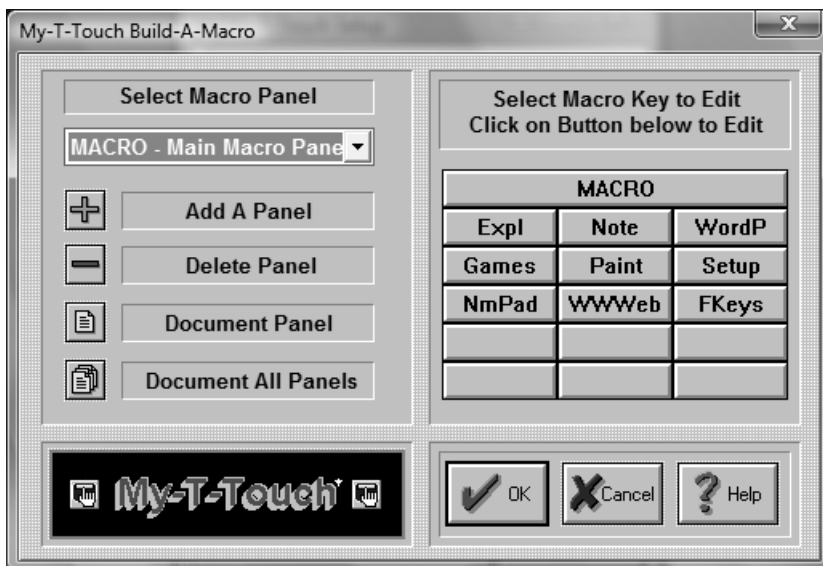 My-T-Touch Build-A-Macro
Select Macro Panel
MACRO - Main Macro Pane
Add A Panel
Delete Panel
Document Panel
Document All Panels
Select Macro Key to Edit
Click on Button below to Edit
MACRO
Expl Note WordP
Games Paint Setup
NmPad WWWeb FKeys
My-T-Touch
OK Cancel Help